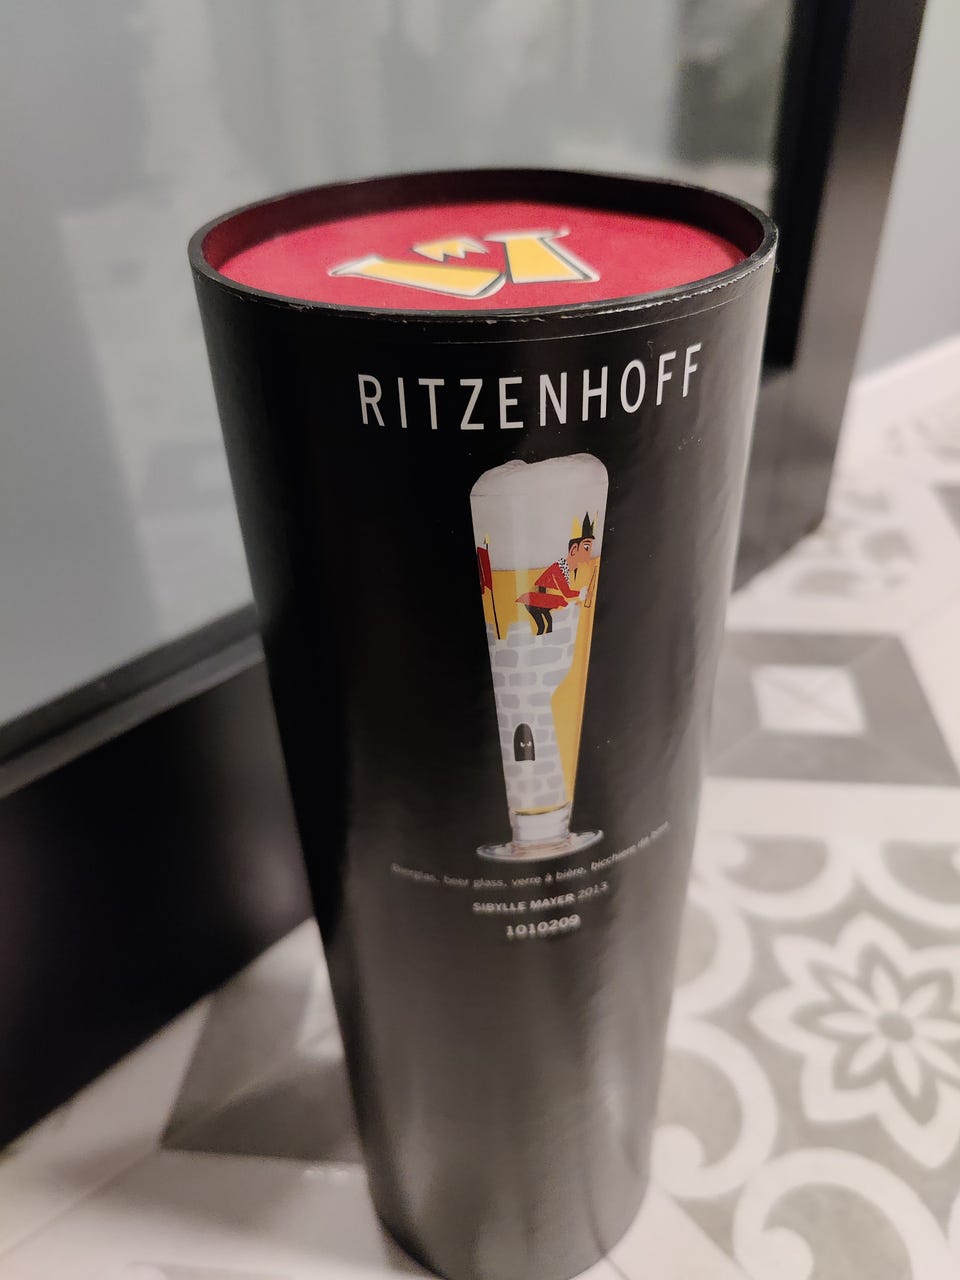 RITZENHOFF
Bierglas, beer glass, verre à bière, bicchiere da birra
SIBYLLE MAYER 2013
1010209